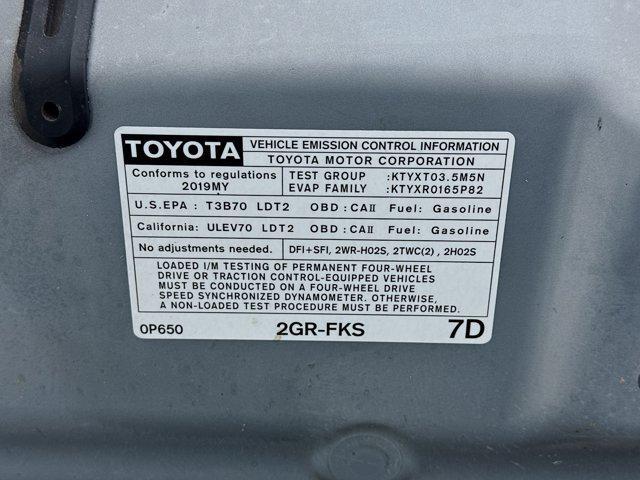 TOYOTA VEHICLE EMISSION CONTROL INFORMATION
TOYOTA MOTOR CORPORATION
Conforms to regulations
2019MY
TEST GROUP :KTYXT03.5M5N
EVAP FAMILY :KTYXR0165P82
U.S.EPA : T3B70 LDT2 OBD : CAⅡ Fuel: Gasoline
California: ULEV70 LDT2 OBD : CAⅡ Fuel: Gasoline
No adjustments needed. DFI+SFI, 2WR-HO2S, 2TWC(2) , 2HO2S
LOADED I/M TESTING OF PERMANENT FOUR-WHEEL
DRIVE OR TRACTION CONTROL-EQUIPPED VEHICLES
MUST BE CONDUCTED ON A FOUR-WHEEL DRIVE
SPEED SYNCHRONIZED DYNAMOMETER. OTHERWISE,
A NON-LOADED TEST PROCEDURE MUST BE PERFORMED.
0P650 2GR-FKS 7D